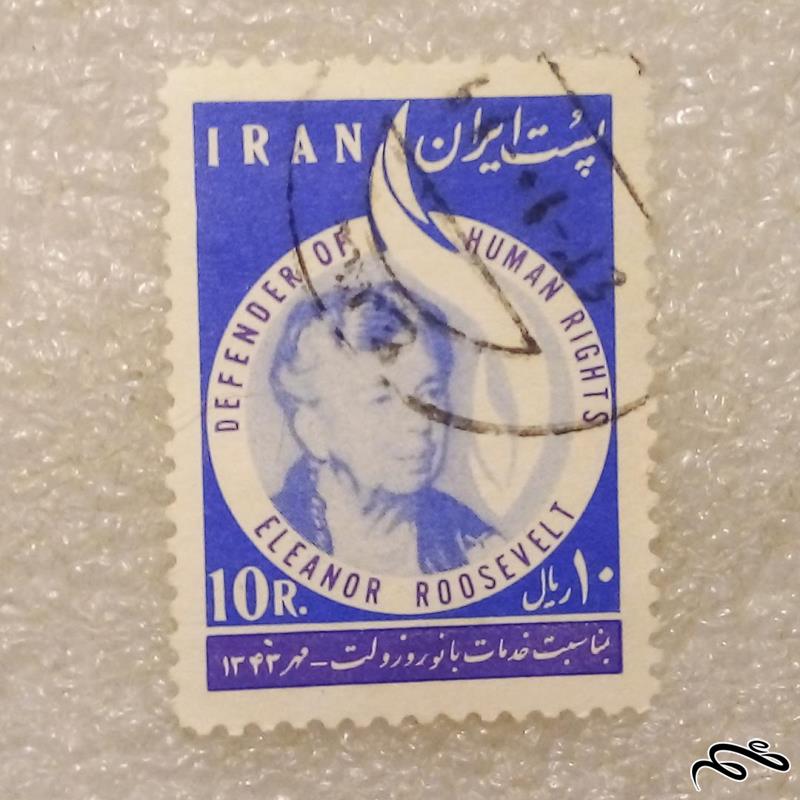 IRAN پست ایران
DEFENDER OF HUMAN RIGHTS
ELEANOR ROOSEVELT
10R. ۱۰ ریال
بمناسبت خدمات بانو روزولت - مهر ۱۳۴۳